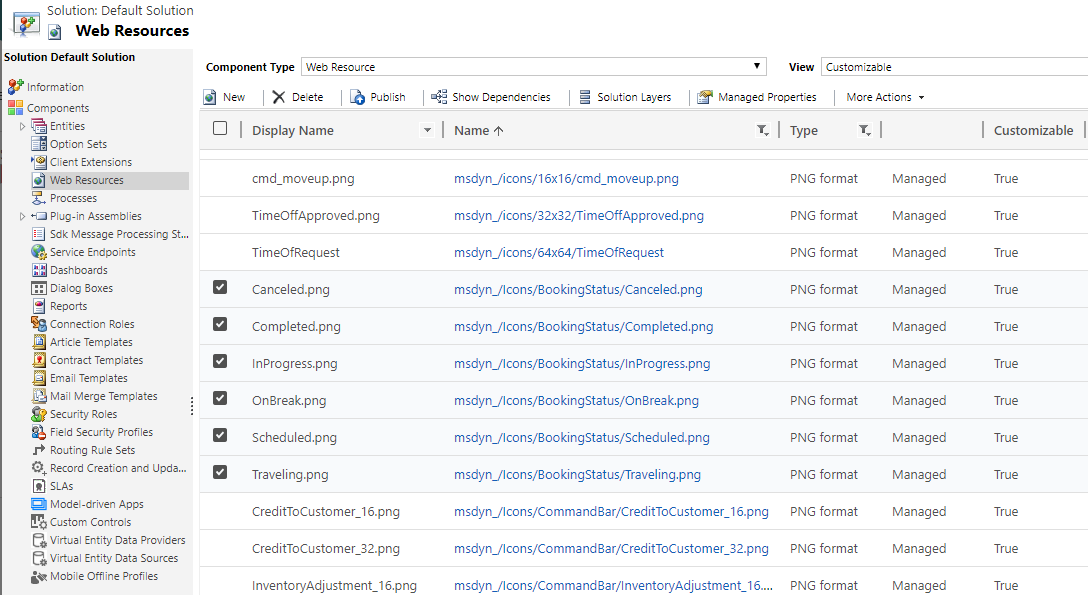 Solution: Default Solution
Web Resources
Solution Default Solution
Information
Components
Entities
Option Sets
Client Extensions
Web Resources
Processes
Plug-in Assemblies
Sdk Message Processing St...
Service Endpoints
Dashboards
Dialog Boxes
Reports
Connection Roles
Article Templates
Contract Templates
Email Templates
Mail Merge Templates
Security Roles
Field Security Profiles
Routing Rule Sets
Record Creation and Upda...
SLAs
Model-driven Apps
Custom Controls
Virtual Entity Data Providers
Virtual Entity Data Sources
Mobile Offline Profiles
Component Type Web Resource View Customizable
New Delete Publish Show Dependencies Solution Layers Managed Properties More Actions
Display Name Name Type Customizable
cmd_moveup.png msdyn_/icons/16x16/cmd_moveup.png PNG format Managed True
TimeOffApproved.png msdyn_/icons/32x32/TimeOffApproved.png PNG format Managed True
TimeOfRequest msdyn_/icons/64x64/TimeOfRequest PNG format Managed True
Canceled.png msdyn_/Icons/BookingStatus/Canceled.png PNG format Managed True
Completed.png msdyn_/Icons/BookingStatus/Completed.png PNG format Managed True
InProgress.png msdyn_/Icons/BookingStatus/InProgress.png PNG format Managed True
OnBreak.png msdyn_/Icons/BookingStatus/OnBreak.png PNG format Managed True
Scheduled.png msdyn_/Icons/BookingStatus/Scheduled.png PNG format Managed True
Traveling.png msdyn_/Icons/BookingStatus/Traveling.png PNG format Managed True
CreditToCustomer_16.png msdyn_/Icons/CommandBar/CreditToCustomer_16.png PNG format Managed True
CreditToCustomer_32.png msdyn_/Icons/CommandBar/CreditToCustomer_32.png PNG format Managed True
InventoryAdjustment_16.png msdyn_/Icons/CommandBar/InventoryAdjustment_16.... PNG format Managed True